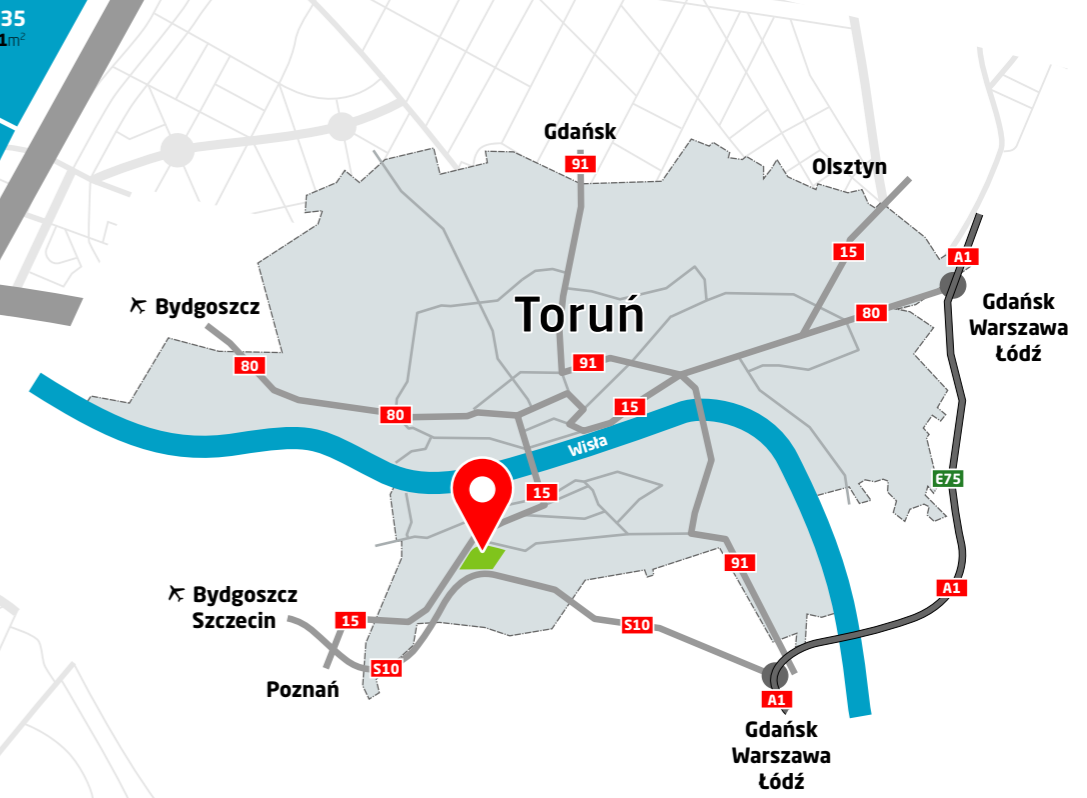 35
1m²
Gdańsk
91
Olsztyn
15
A1
Gdańsk
Warszawa
Łódź
80
Toruń
Bydgoszcz
80
91
15
80
Wisła
15
E75
91
A1
Bydgoszcz
Szczecin
15
S10
S10
Poznań
A1
Gdańsk
Warszawa
Łódź